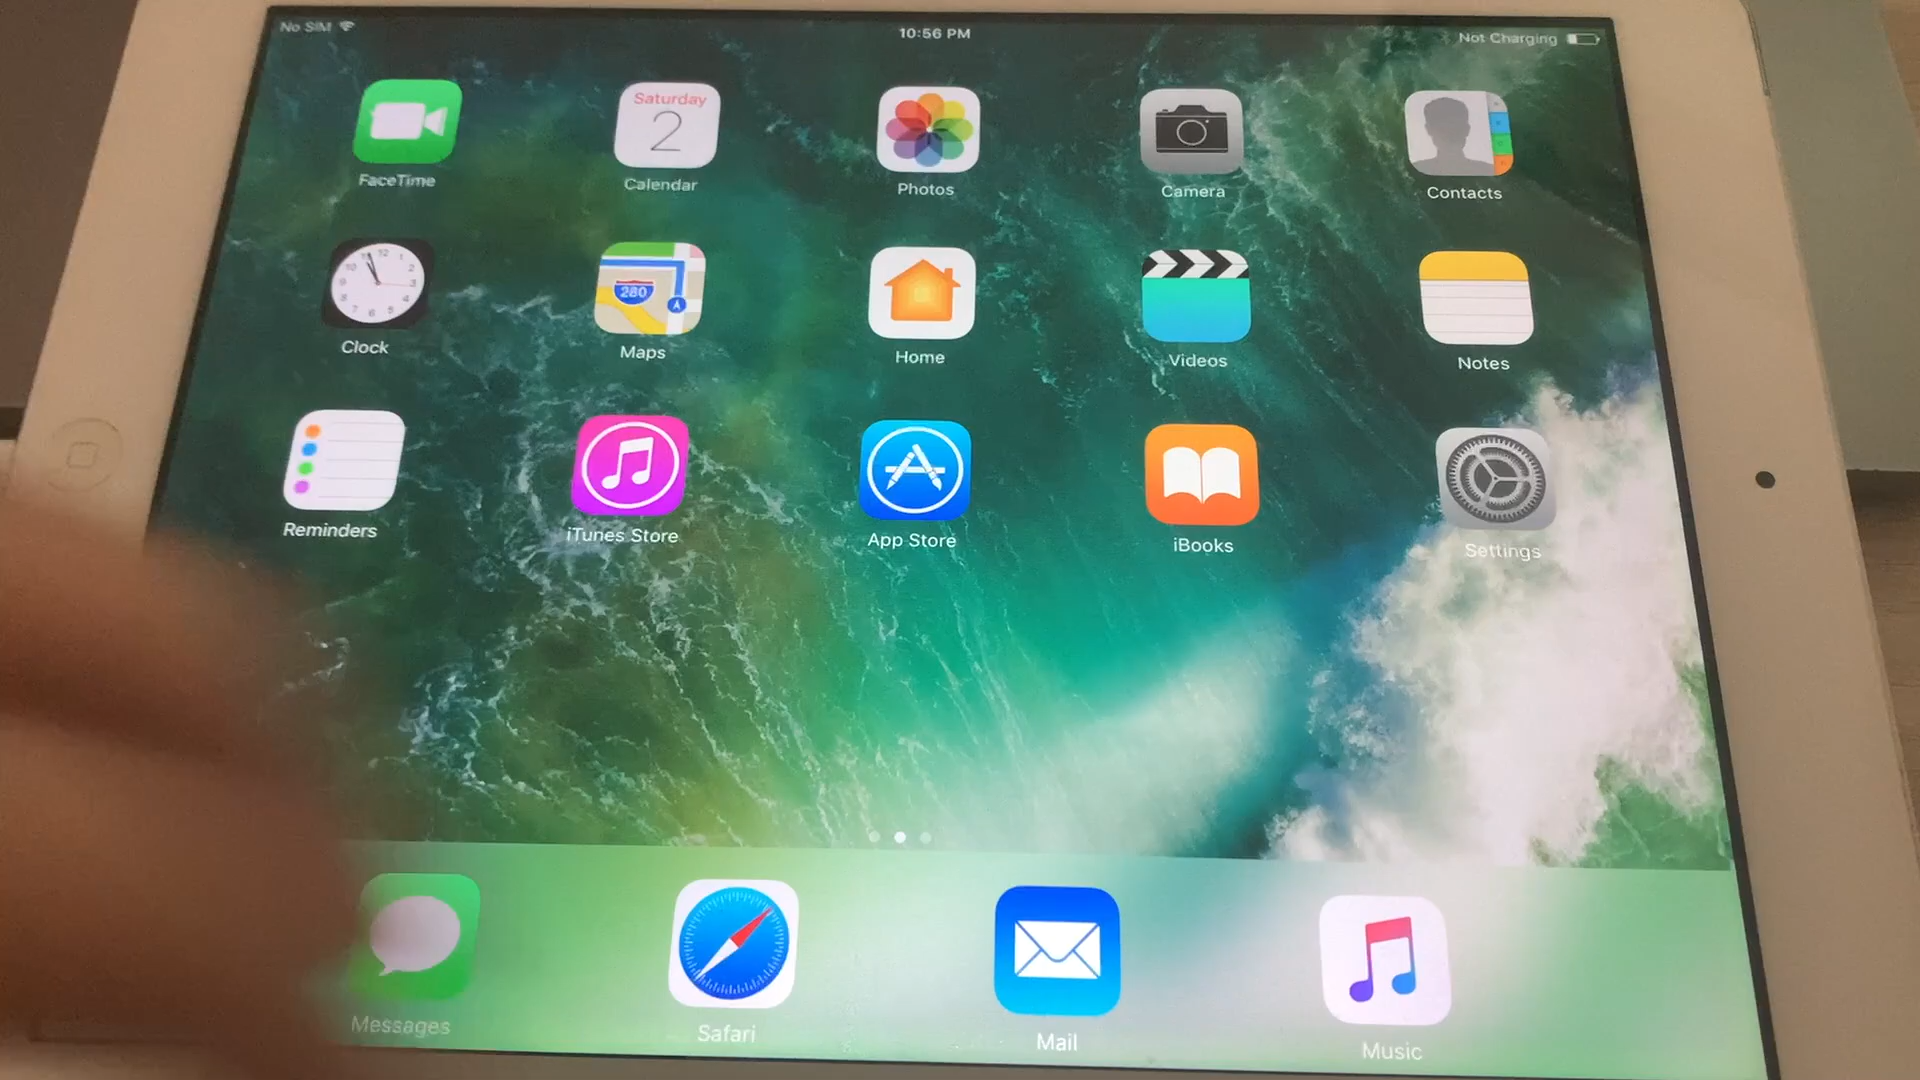 No SIM
10:56 PM
Not Charging
FaceTime
Saturday
2
Calendar
Photos
Camera
Contacts
Clock
280
Maps
Home
Videos
Notes
Reminders
iTunes Store
App Store
iBooks
Settings
Messages
Safari
Mail
Music